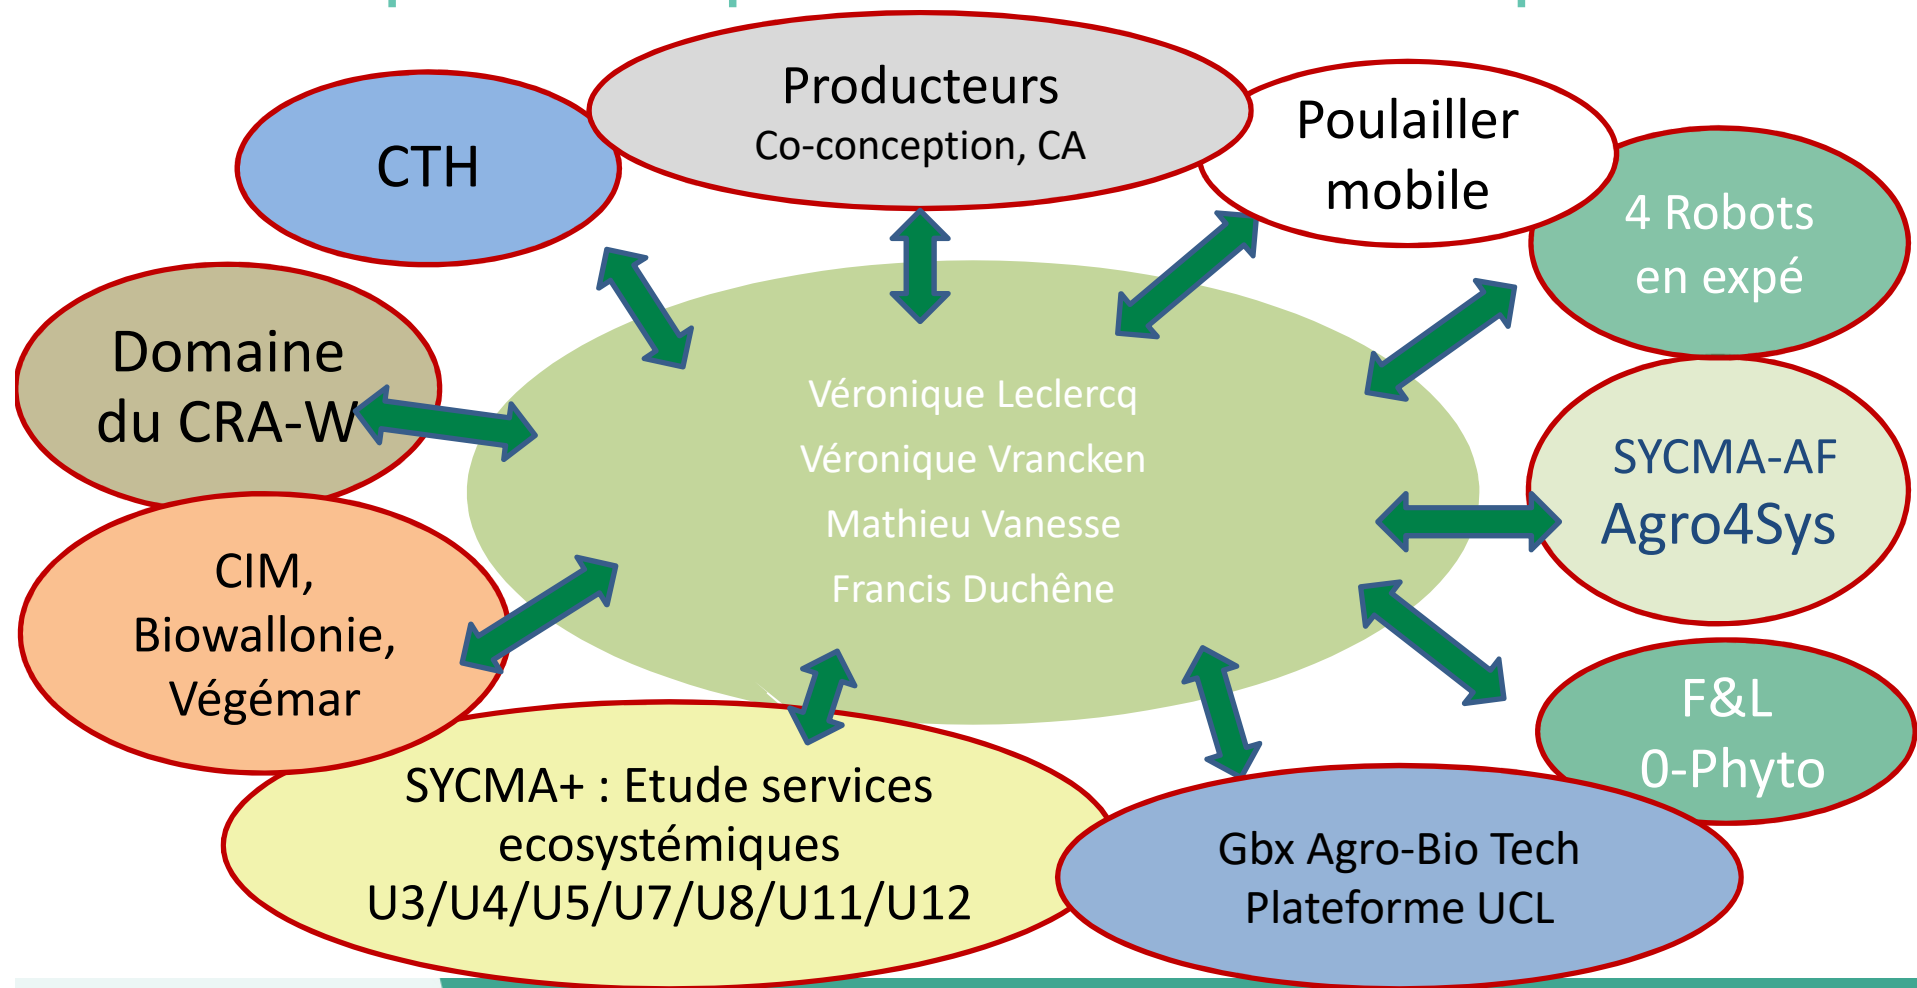 Producteurs
Co-conception, CA
CTH
Poulailler
mobile
4 Robots
en expé
Domaine
du CRA-W
Véronique Leclercq
Véronique Vrancken
Mathieu Vanesse
Francis Duchêne
SYCMA-AF
Agro4Sys
CIM,
Biowallonie,
Végémar
F&L
0-Phyto
SYCMA+ : Etude services
ecosystémiques
U3/U4/U5/U7/U8/U11/U12
Gbx Agro-Bio Tech
Plateforme UCL